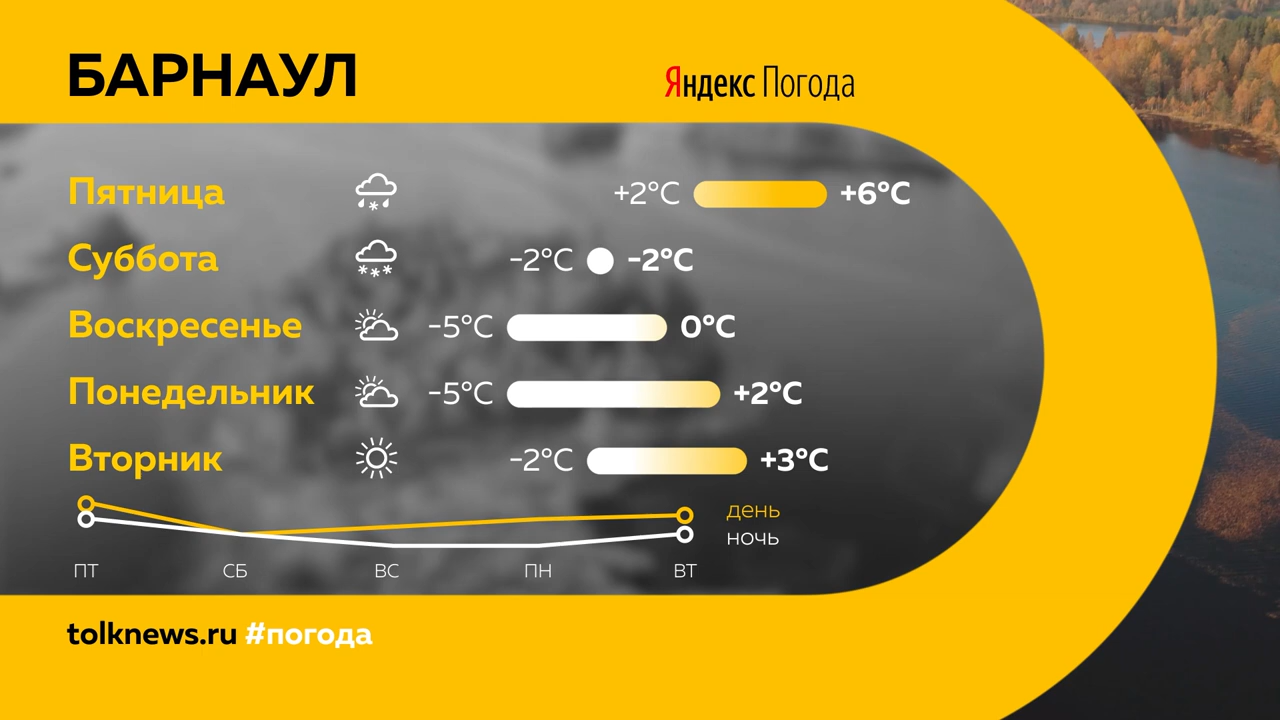 БАРНАУЛ
Яндекс Погода
Пятница +2°C +6°C
Суббота -2°C -2°C
Воскресенье -5°C 0°C
Понедельник -5°C +2°C
Вторник -2°C +3°C
день
ночь
ПТ СБ ВС ПН ВТ
tolknews.ru #погода